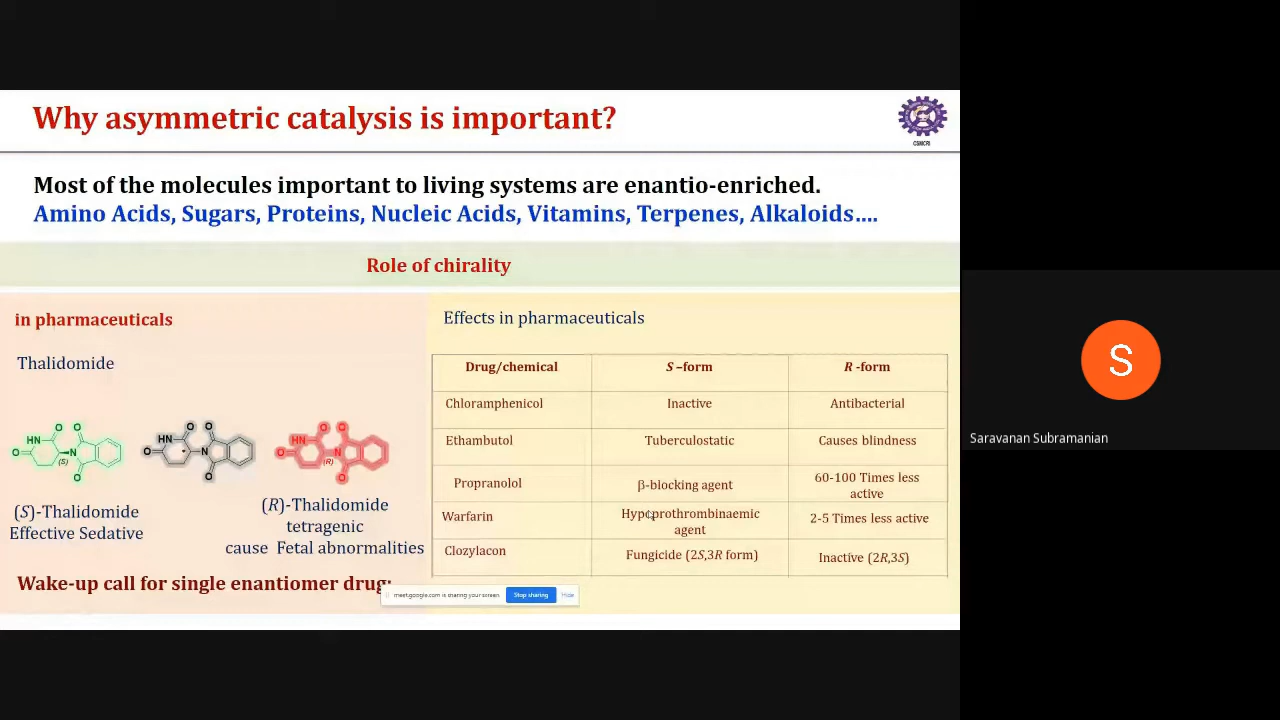 Why asymmetric catalysis is important?
CSMCRI
Most of the molecules important to living systems are enantio-enriched.
Amino Acids, Sugars, Proteins, Nucleic Acids, Vitamins, Terpenes, Alkaloids....
Role of chirality
in pharmaceuticals
Thalidomide
HN O O O N O (S)
HN O O O N O
HN O O O N O (R)
(S)-Thalidomide
Effective Sedative
(R)-Thalidomide
tetragenic
cause Fetal abnormalities
Wake-up call for single enantiomer drug
Effects in pharmaceuticals
Drug/chemical S –form R -form
Chloramphenicol Inactive Antibacterial
Ethambutol Tuberculostatic Causes blindness
Propranolol β-blocking agent 60-100 Times less
active
Warfarin Hypoprothrombinaemic
agent 2-5 Times less active
Clozylacon Fungicide (2S,3R form) Inactive (2R,3S)
meet.google.com is sharing your screen. Stop sharing Hide
S
Saravanan Subramanian